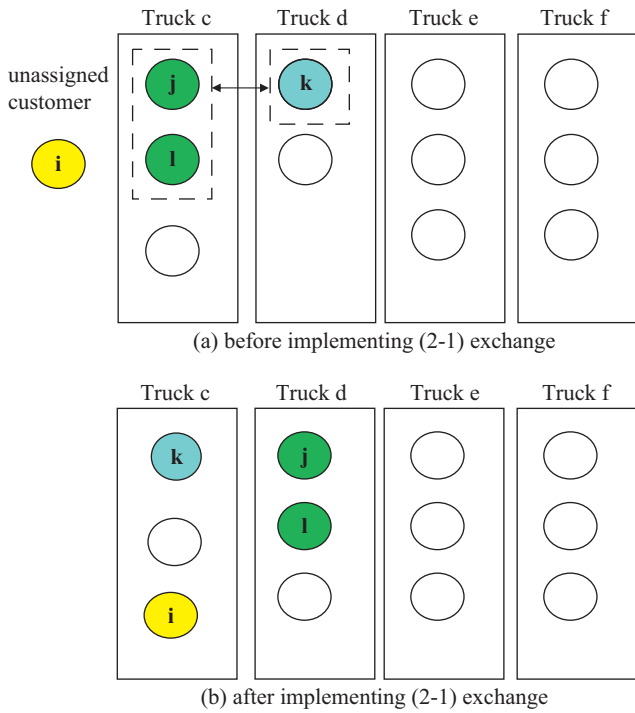 Truck c Truck d Truck e Truck f
unassigned
customer
j k
i l
(a) before implementing (2-1) exchange
Truck c Truck d Truck e Truck f
k j
l
i
(b) after implementing (2-1) exchange